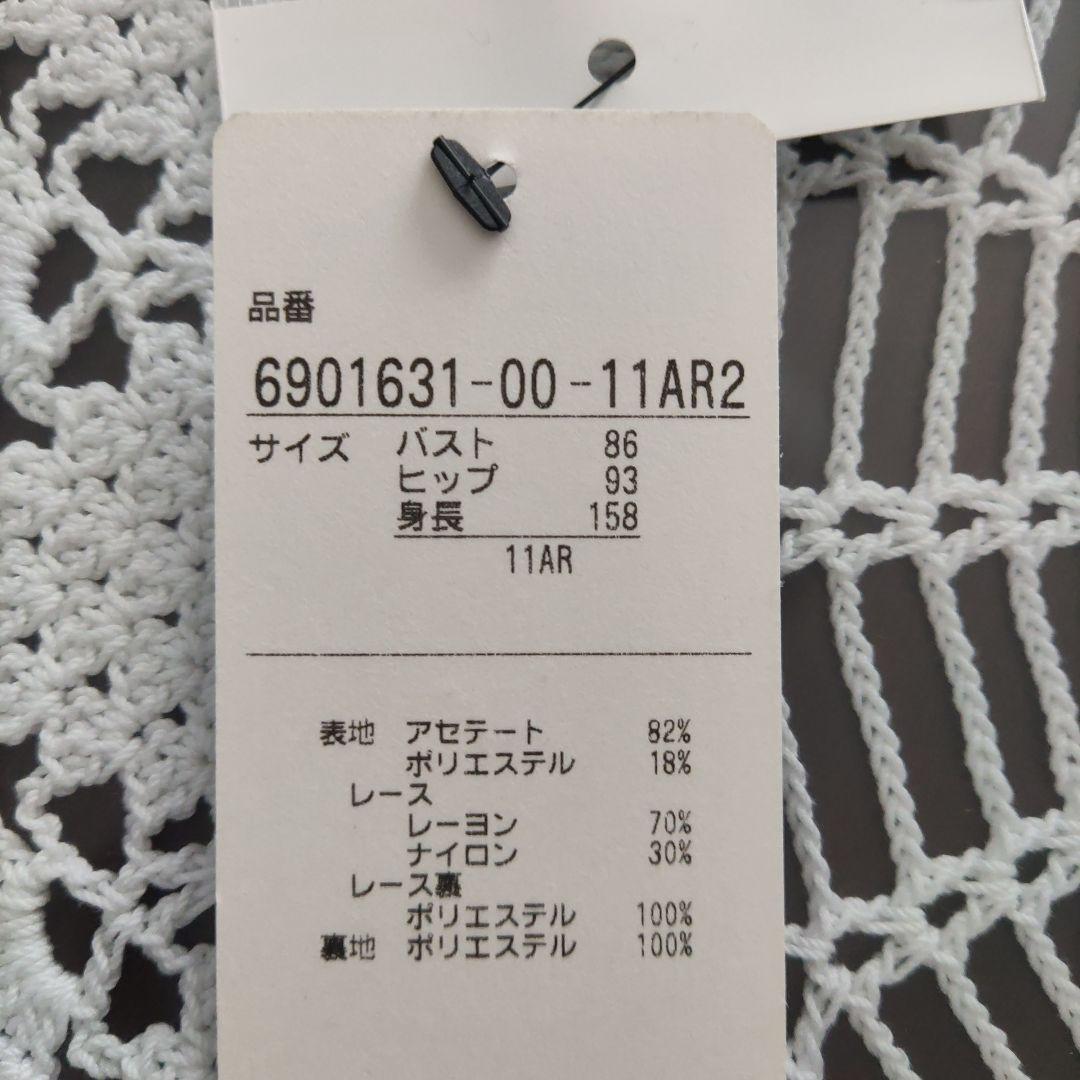 品番
6901631-00-11AR2
サイズ バスト 86
ヒップ 93
身長 158
11AR
表地 アセテート 82%
ポリエステル 18%
レース
レーヨン 70%
ナイロン 30%
レース裏
ポリエステル 100%
裏地 ポリエステル 100%